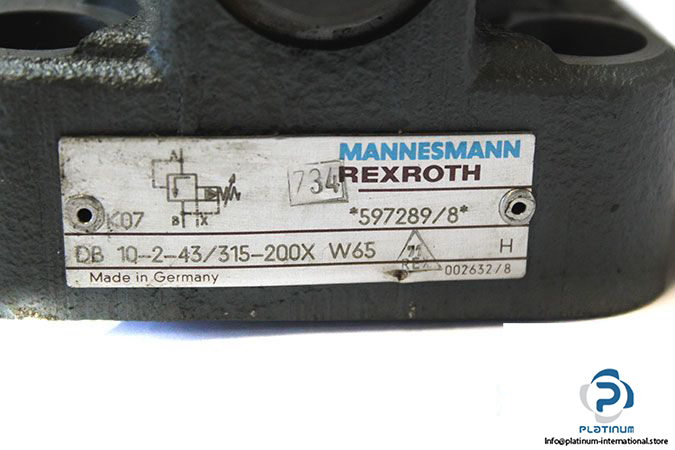 MANNESMANN
REXROTH
734
A
B X
K07
*597289/8*
DB 10-2-43/315-200X W65
REX
002632/8
H
Made in Germany
P
PLATINUM
Info@platinum-international.store